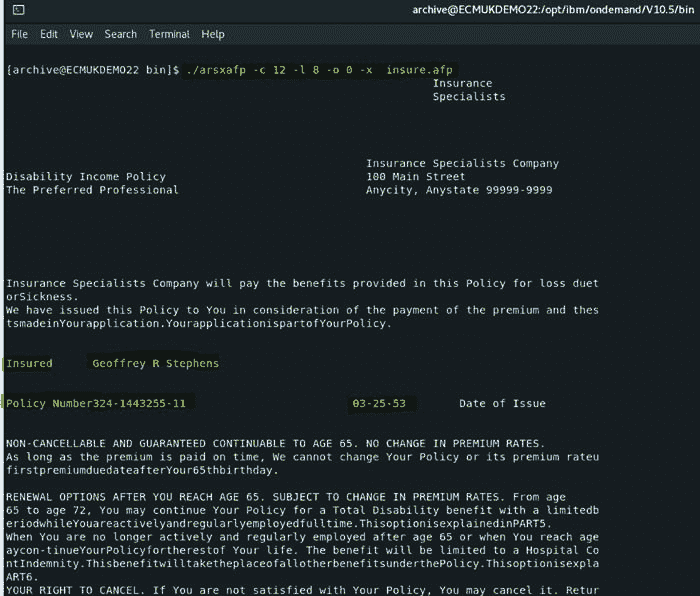 archive@ECMUKDEMO22:/opt/ibm/ondemand/V10.5/bin
File Edit View Search Terminal Help
[archive@ECMUKDEMO22 bin]$ ./arsxafp -c 12 -l 8 -o 0 -x  insure.afp
Insurance
Specialists
Insurance Specialists Company
Disability Income Policy 100 Main Street
The Preferred Professional Anycity, Anystate 99999-9999
Insurance Specialists Company will pay the benefits provided in this Policy for loss duet
orSickness.
We have issued this Policy to You in consideration of the payment of the premium and thes
tsmadeinYourapplication.YourapplicationispartofYourPolicy.
Insured Geoffrey R Stephens
Policy Number324-1443255-11 03-25-53 Date of Issue
NON-CANCELLABLE AND GUARANTEED CONTINUABLE TO AGE 65. NO CHANGE IN PREMIUM RATES.
As long as the premium is paid on time, We cannot change Your Policy or its premium rateu
firstpremiumduedateafterYour65thbirthday.
RENEWAL OPTIONS AFTER YOU REACH AGE 65. SUBJECT TO CHANGE IN PREMIUM RATES. From age
65 to age 72, You may continue Your Policy for a Total Disability benefit with a limitedb
eriodwhileYouareactivelyandregularlyemployedfulltime.ThisoptionisexplainedinPART5.
When You are no longer actively and regularly employed after age 65 or when You reach age
aycon-tinueYourPolicyfortherestof Your life. The benefit will be limited to a Hospital Co
ntIndemnity.ThisbenefitwilltaketheplaceofallotherbenefitsunderthePolicy.Thisoptionisexpla
ART6.
YOUR RIGHT TO CANCEL. If You are not satisfied with Your Policy, You may cancel it. Retur